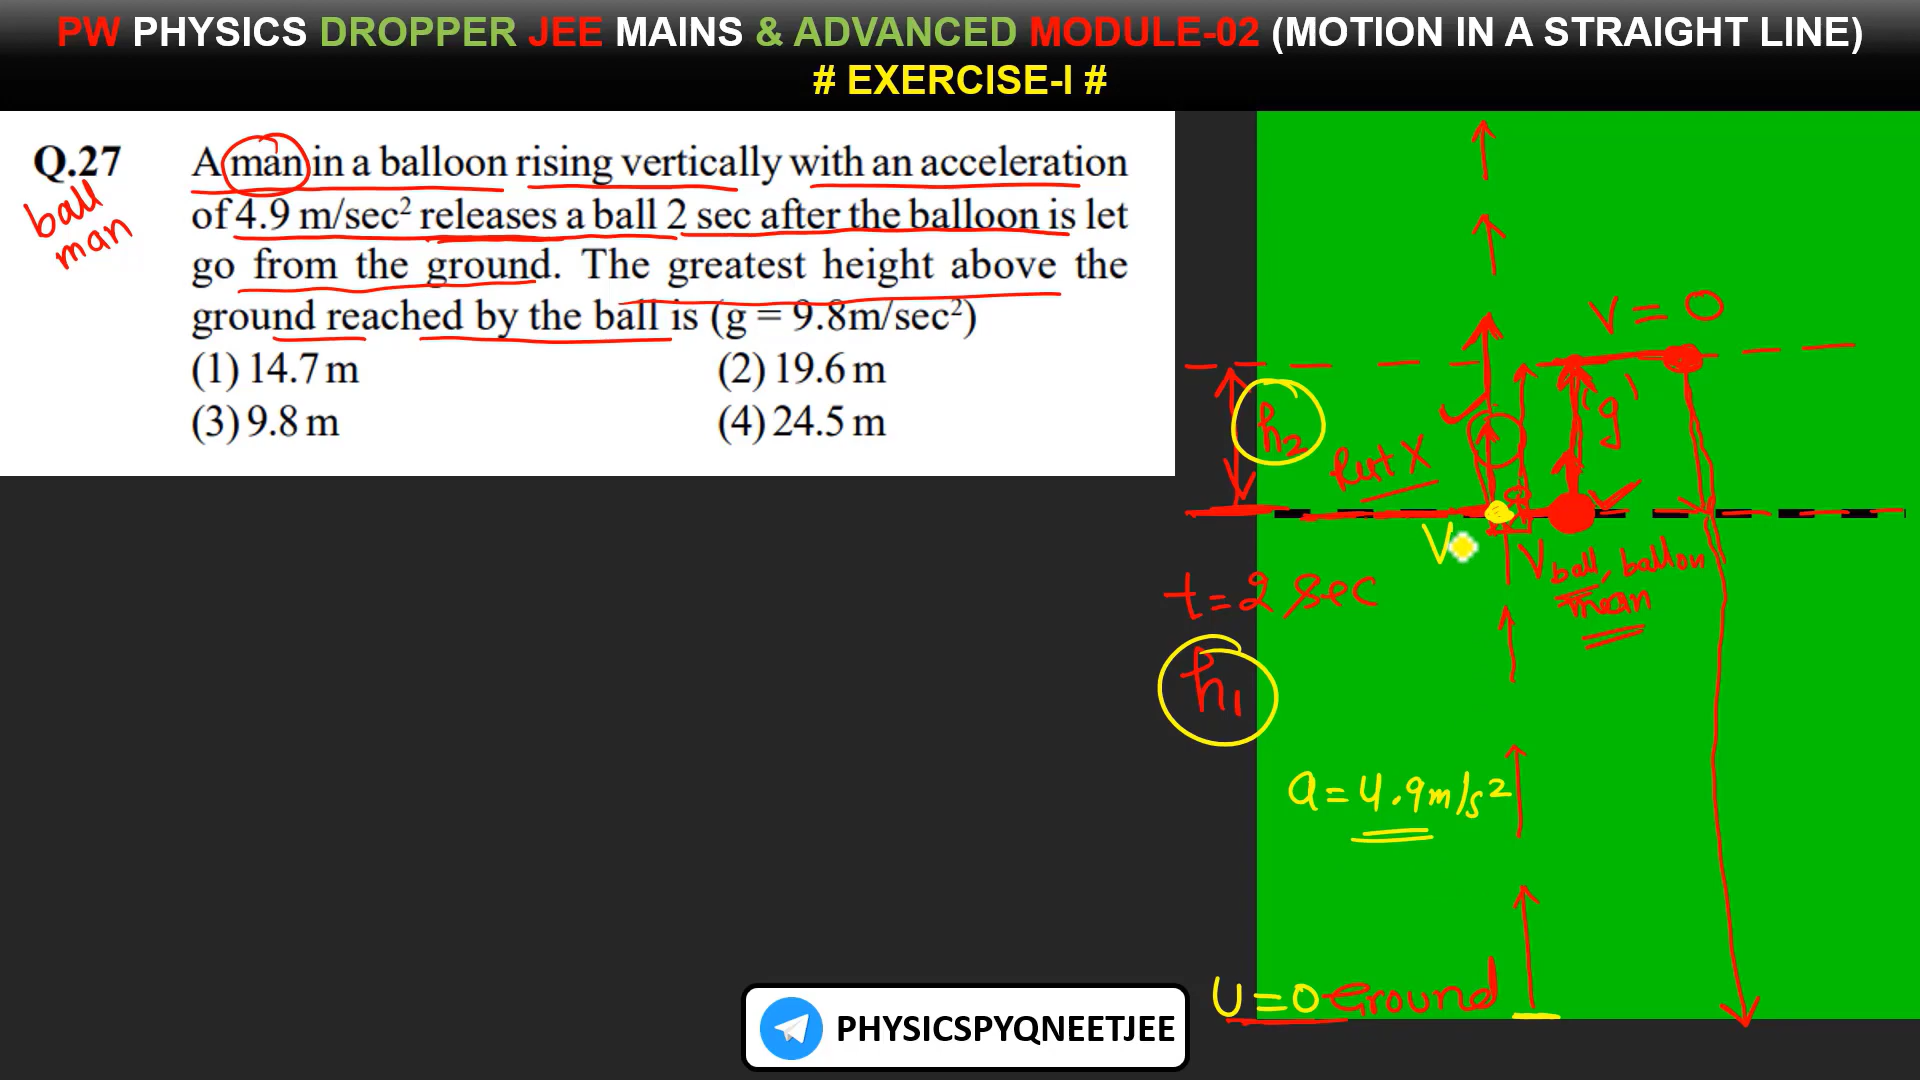 PW PHYSICS DROPPER JEE MAINS & ADVANCED MODULE-02 (MOTION IN A STRAIGHT LINE)
# EXERCISE-I #
Q.27 A man in a balloon rising vertically with an acceleration
of 4.9 m/sec² releases a ball 2 sec after the balloon is let
go from the ground. The greatest height above the
ground reached by the ball is (g = 9.8m/sec²)
(1) 14.7 m (2) 19.6 m
(3) 9.8 m (4) 24.5 m
ball
man
V = 0
h2
'g'
X
V
V ball, ballon
mean
t = 2 sec
h1
a = 4.9 m/s²
U = 0 Ground
PHYSICSPYQNEETJEE